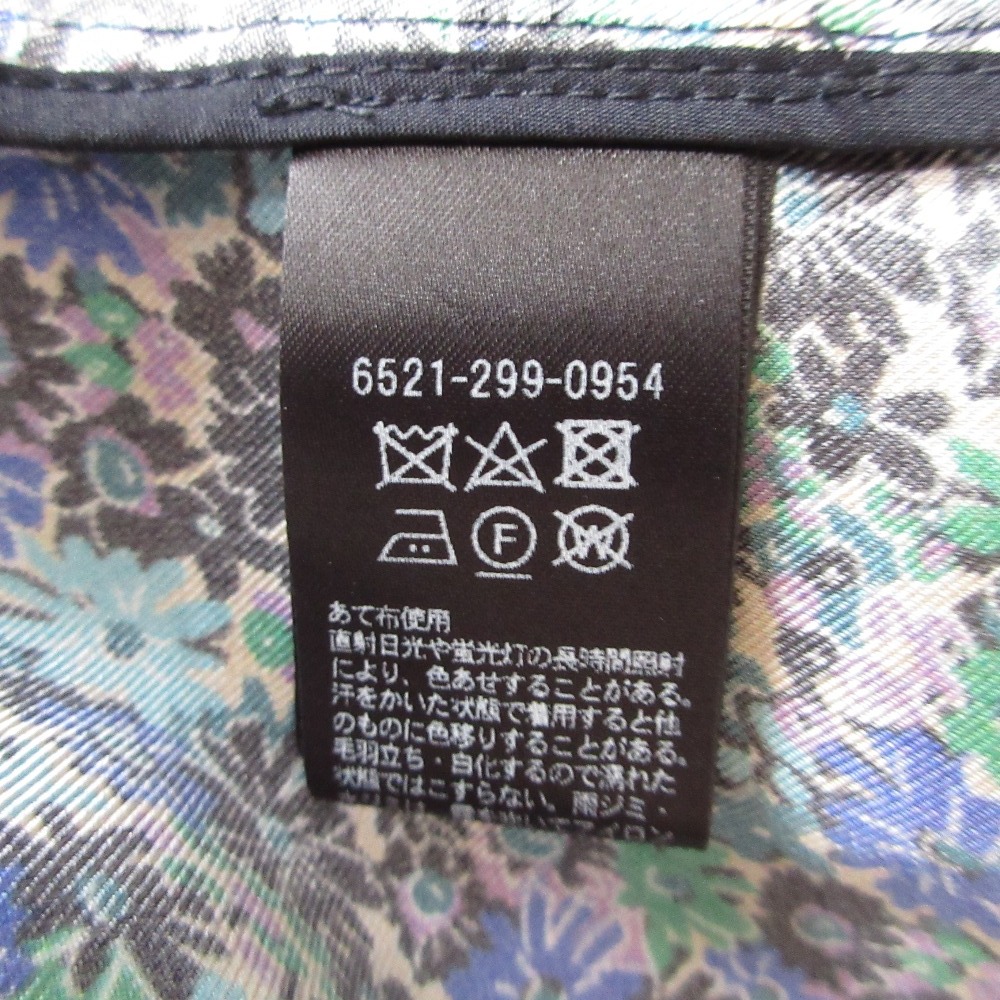 6521-299-0954
F
W
あて布使用
直射日光や蛍光灯の長時間照射
により、色あせすることがある。
汗をかいた状態で着用すると他
のものに色移りすることがある。
毛羽立ち・白化するので濡れた
状態ではこすらない。雨ジミ・
アイロン